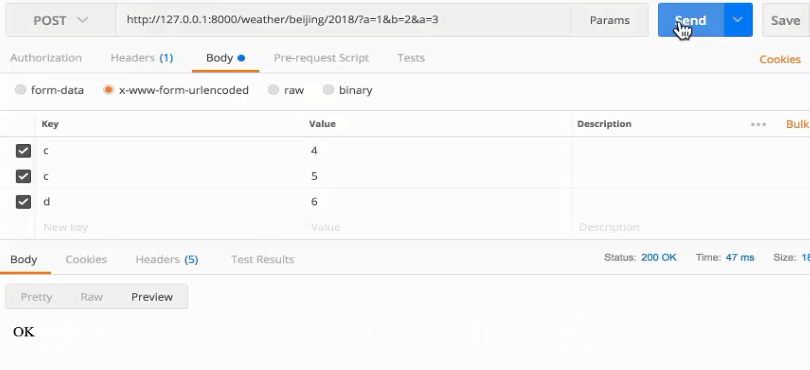 POST http://127.0.0.1:8000/weather/beijing/2018/?a=1&b=2&a=3 Params Send Save
Authorization Headers (1) Body Pre-request Script Tests Cookies
form-data x-www-form-urlencoded raw binary
Key Value Description Bulk
c 4
c 5
d 6
New key Value Description
Body Cookies Headers (5) Test Results Status: 200 OK Time: 47 ms Size:
Pretty Raw Preview
OK